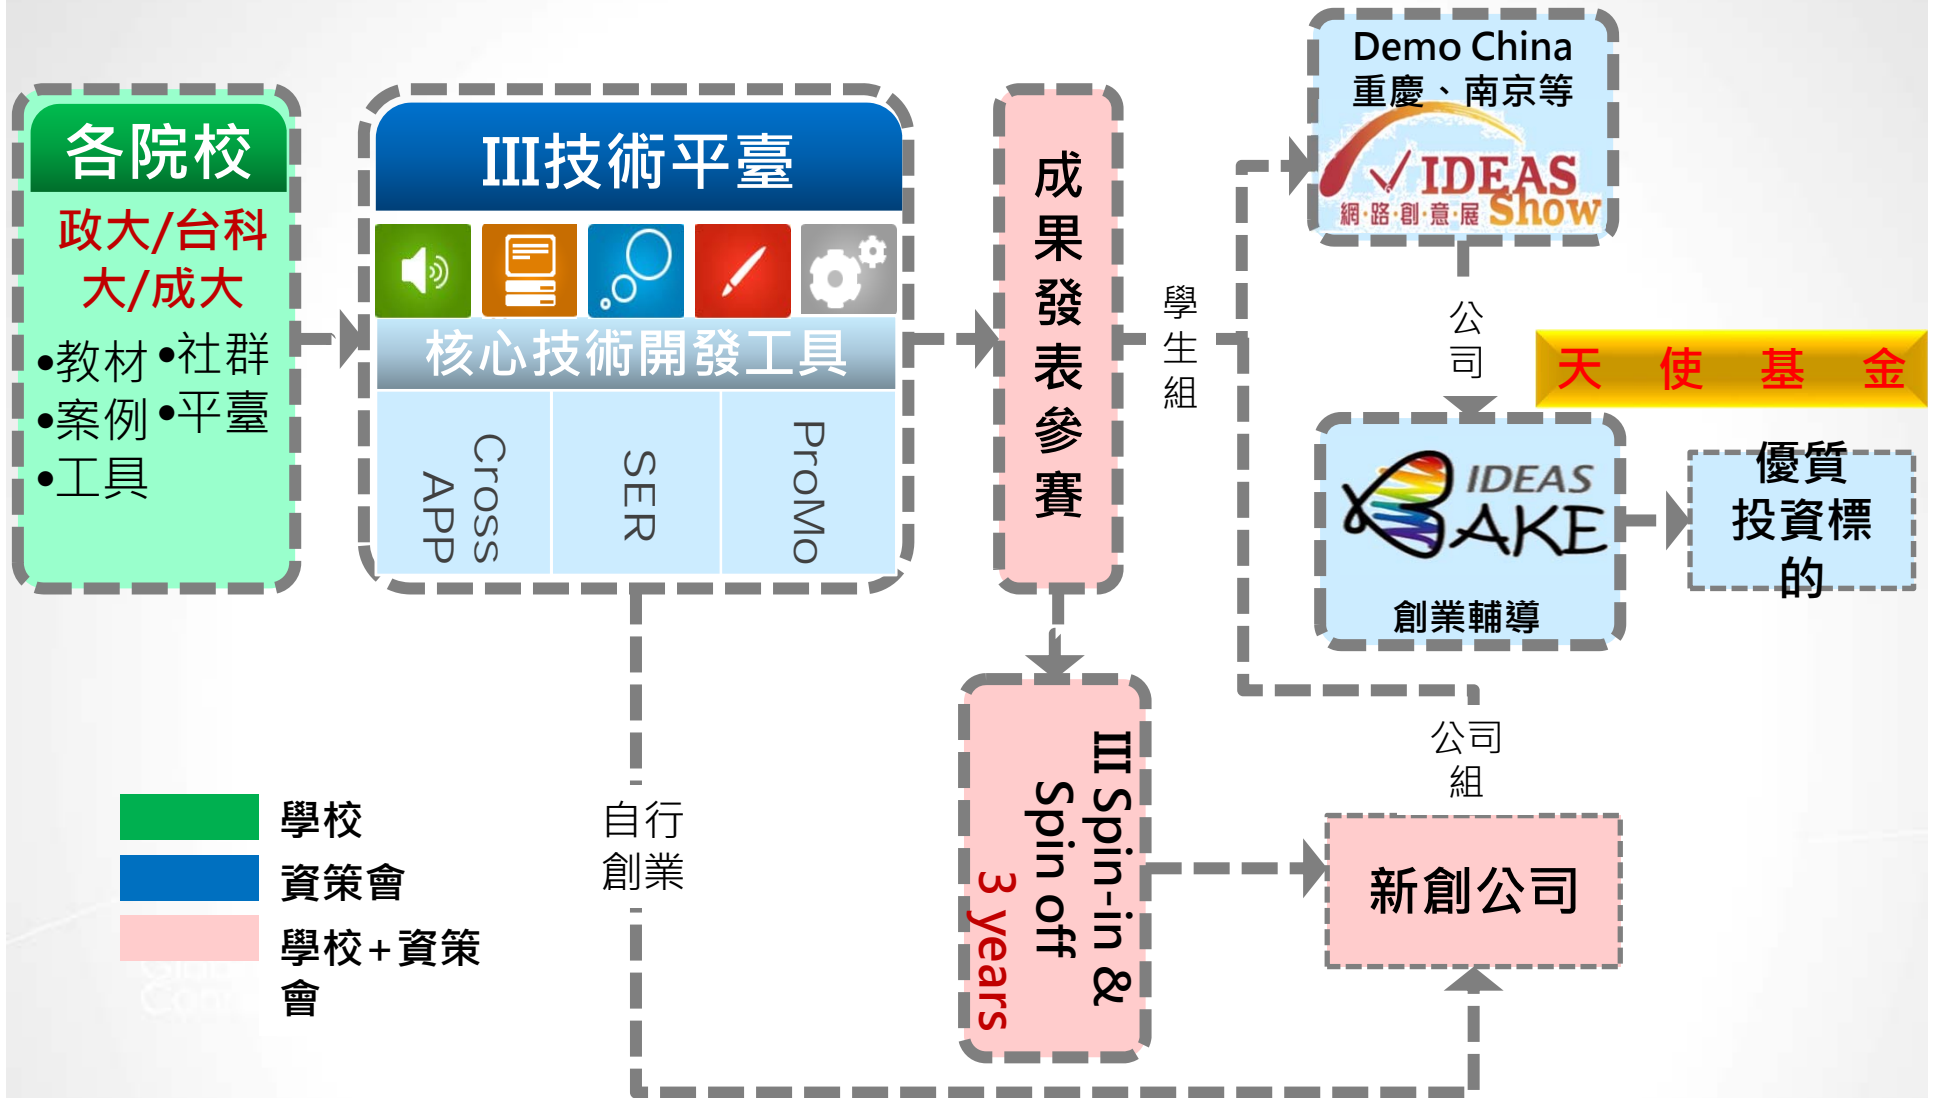 各院校
政大/台科
大/成大
•教材
•案例
•工具
•社群
•平臺
III技術平臺
核心技術開發工具
Cross
APP
SER
ProMo
成
果
發
表
參
賽
學
生
組
Demo China
重慶、南京等
IDEAS
Show
網·路·創·意·展
公
司
天 使 基 金
IDEAS
BAKE
創業輔導
優質
投資標
的
III Spin-in &
Spin off
3 years
公司
組
新創公司
自行
創業
學校
資策會
學校+資策
會